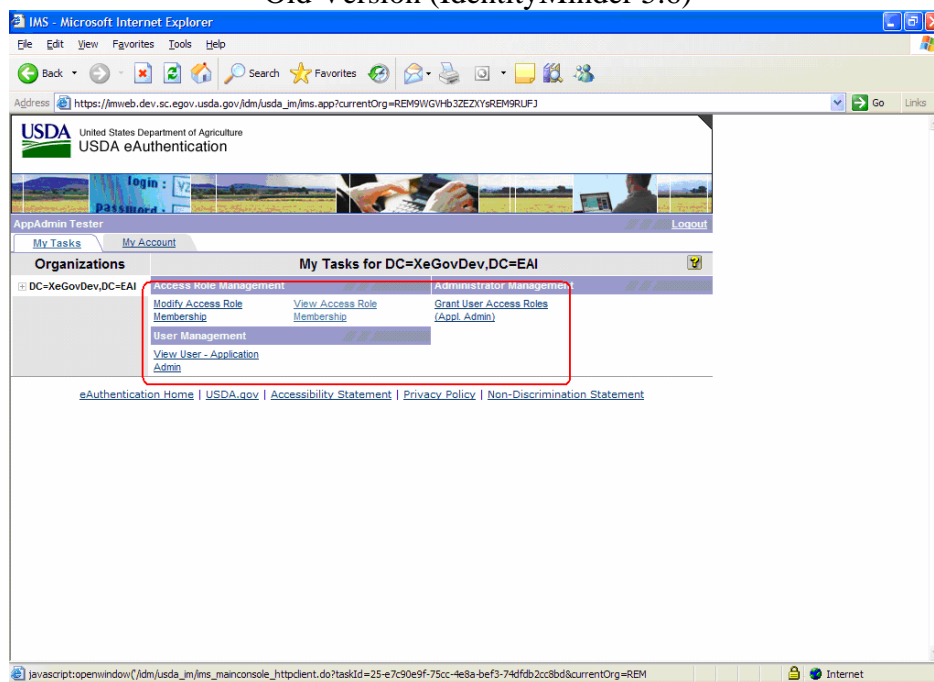 Old Version (IdentityMinder 5.6)
IMS - Microsoft Internet Explorer
File Edit View Favorites Tools Help
Back Search Favorites
Address https://imweb.dev.sc.egov.usda.gov/idm/usda_im/ims.app?currentOrg=REM9WGVHb3ZEZXYsREM9RUFJ Go Links
USDA United States Department of Agriculture
USDA eAuthentication
login :
password :
AppAdmin Tester Logout
My Tasks My Account
Organizations My Tasks for DC=XeGovDev,DC=EAI
DC=XeGovDev,DC=EAI Access Role Management Administrator Management
Modify Access Role View Access Role Grant User Access Roles
Membership Membership (Appl. Admin)
User Management
View User - Application
Admin
eAuthentication Home | USDA.gov | Accessibility Statement | Privacy Policy | Non-Discrimination Statement
javascript:openwindow('/idm/usda_im/ims_mainconsole_httpclient.do?taskId=25-e7c90e9f-75cc-4e8a-bef3-74dfdb2cc8bd&currentOrg=REM Internet